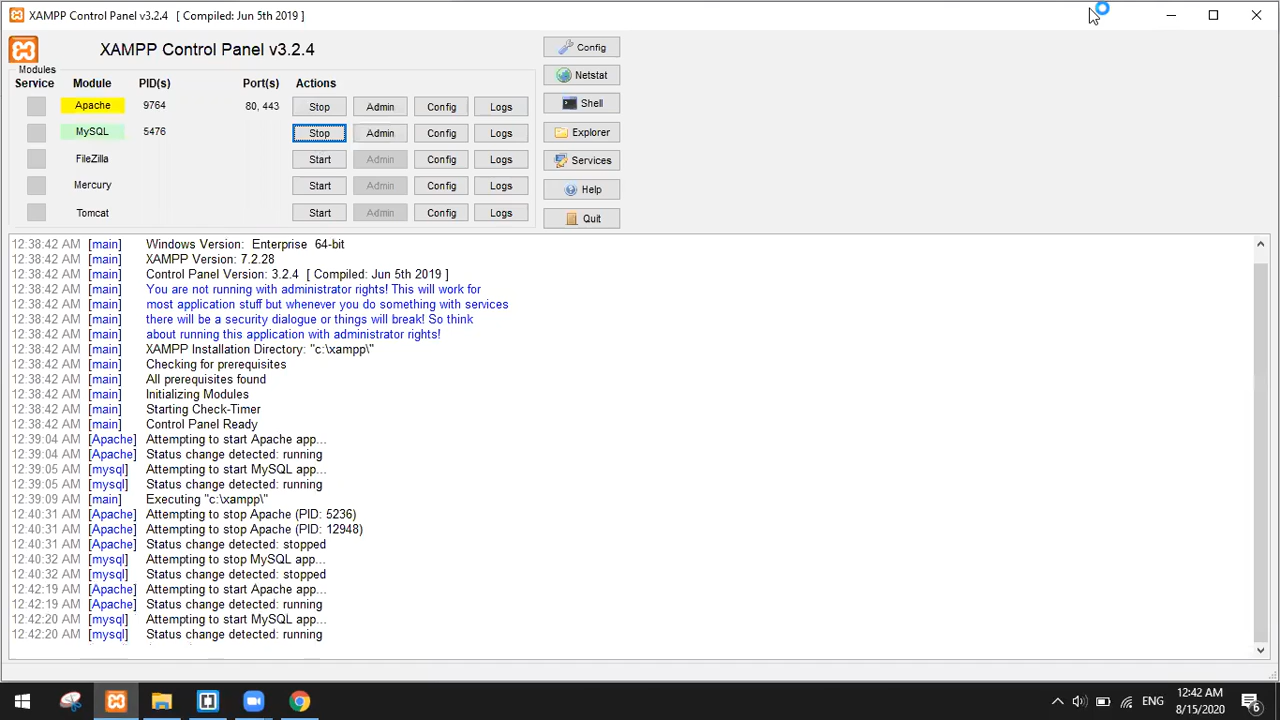 XAMPP Control Panel v3.2.4 [ Compiled: Jun 5th 2019 ]
XAMPP Control Panel v3.2.4
Modules
Service Module PID(s) Port(s) Actions
Apache 9764 80, 443 Stop Admin Config Logs
MySQL 5476 Stop Admin Config Logs
FileZilla Start Admin Config Logs
Mercury Start Admin Config Logs
Tomcat Start Admin Config Logs
Config
Netstat
Shell
Explorer
Services
Help
Quit
12:38:42 AM [main] Windows Version: Enterprise 64-bit
12:38:42 AM [main] XAMPP Version: 7.2.28
12:38:42 AM [main] Control Panel Version: 3.2.4 [ Compiled: Jun 5th 2019 ]
12:38:42 AM [main] You are not running with administrator rights! This will work for
12:38:42 AM [main] most application stuff but whenever you do something with services
12:38:42 AM [main] there will be a security dialogue or things will break! So think
12:38:42 AM [main] about running this application with administrator rights!
12:38:42 AM [main] XAMPP Installation Directory: "c:\xampp\"
12:38:42 AM [main] Checking for prerequisites
12:38:42 AM [main] All prerequisites found
12:38:42 AM [main] Initializing Modules
12:38:42 AM [main] Starting Check-Timer
12:38:42 AM [main] Control Panel Ready
12:39:04 AM [Apache] Attempting to start Apache app...
12:39:04 AM [Apache] Status change detected: running
12:39:05 AM [mysql] Attempting to start MySQL app...
12:39:05 AM [mysql] Status change detected: running
12:39:09 AM [main] Executing "c:\xampp\"
12:40:31 AM [Apache] Attempting to stop Apache (PID: 5236)
12:40:31 AM [Apache] Attempting to stop Apache (PID: 12948)
12:40:31 AM [Apache] Status change detected: stopped
12:40:32 AM [mysql] Attempting to stop MySQL app...
12:40:32 AM [mysql] Status change detected: stopped
12:42:19 AM [Apache] Attempting to start Apache app...
12:42:19 AM [Apache] Status change detected: running
12:42:20 AM [mysql] Attempting to start MySQL app...
12:42:20 AM [mysql] Status change detected: running
ENG
12:42 AM
8/15/2020
6